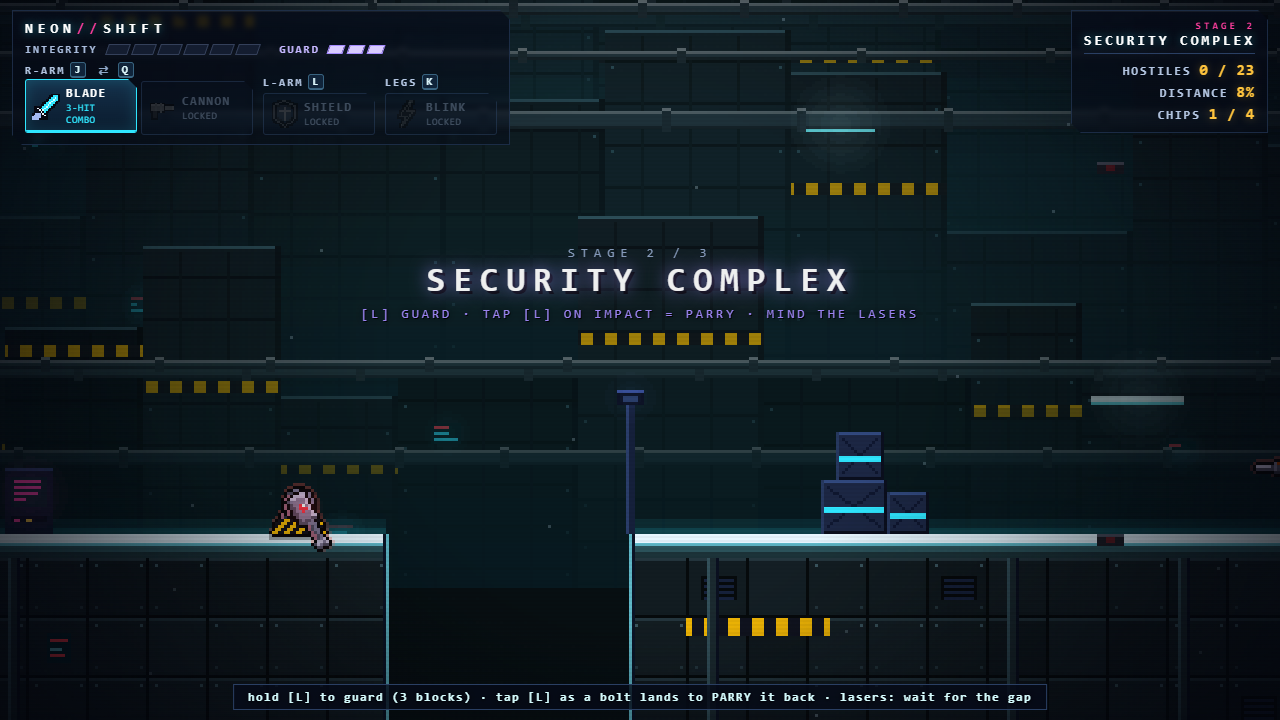 NEON//SHIFT
INTEGRITY GUARD
R-ARM J ⇄ Q
BLADE
3-HIT
COMBO
CANNON
LOCKED
L-ARM L
SHIELD
LOCKED
LEGS K
BLINK
LOCKED
STAGE 2
SECURITY COMPLEX
HOSTILES 0 / 23
DISTANCE 8%
CHIPS 1 / 4
STAGE 2 / 3
SECURITY COMPLEX
[L] GUARD · TAP [L] ON IMPACT = PARRY · MIND THE LASERS
hold [L] to guard (3 blocks) · tap [L] as a bolt lands to PARRY it back · lasers: wait for the gap